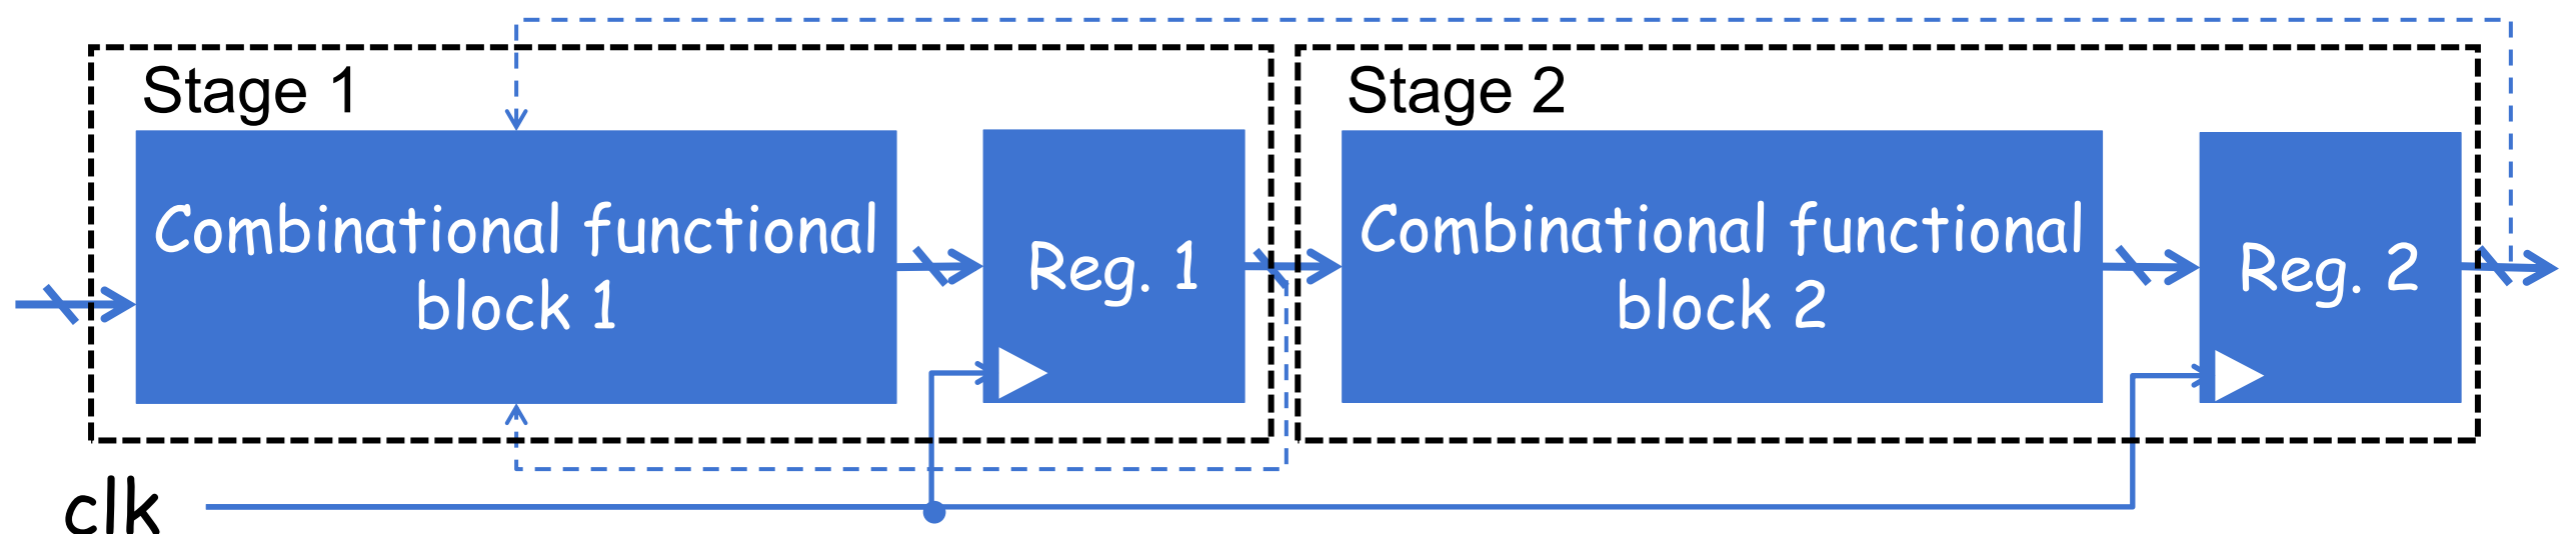 Stage 1
Stage 2
Combinational functional
block 1
Reg. 1
Combinational functional
block 2
Reg. 2
clk